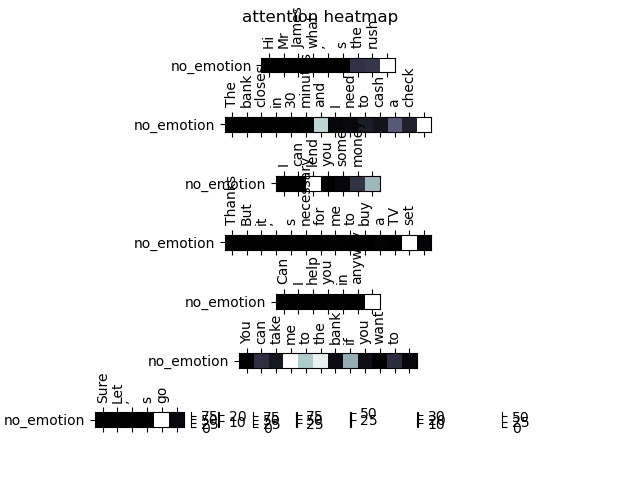 attention heatmap
Hi Mr James what , s the rush
no_emotion
The bank closes in 30 minutes and I need to cash a check
no_emotion
I can lend you some money
no_emotion
Thanks But it , s necessary for me to buy a TV set
no_emotion
Can I help you in anyway
no_emotion
You can take me to the bank if you want to
no_emotion
Sure Let , s go
no_emotion
75 50 25 0
20 10
75 50 25 0
75 50 25
50 25
30 20 10
50 25 0